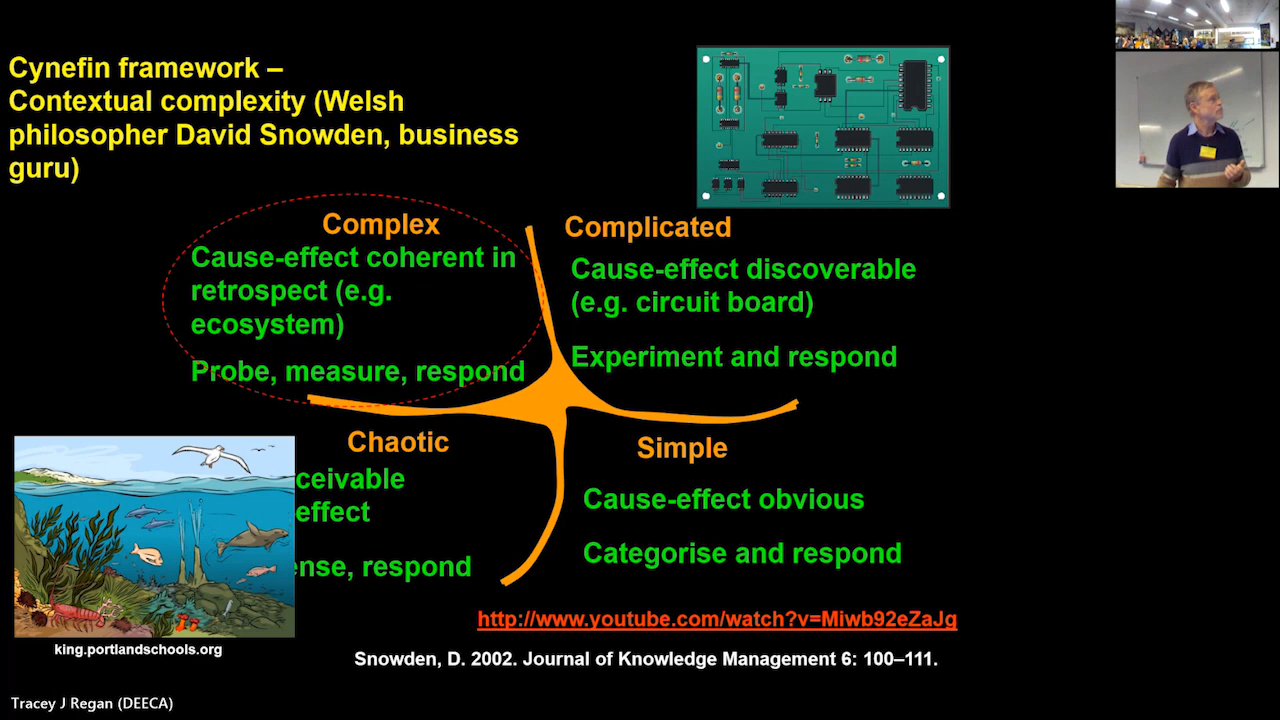 Cynefin framework –
Contextual complexity (Welsh
philosopher David Snowden, business
guru)
Complex
Cause-effect coherent in
retrospect (e.g.
ecosystem)
Probe, measure, respond
Complicated
Cause-effect discoverable
(e.g. circuit board)
Experiment and respond
Chaotic
ceivable
effect
ense, respond
Simple
Cause-effect obvious
Categorise and respond
http://www.youtube.com/watch?v=Miwb92eZaJg
king.portlandschools.org
Snowden, D. 2002. Journal of Knowledge Management 6: 100–111.
Tracey J Regan (DEECA)